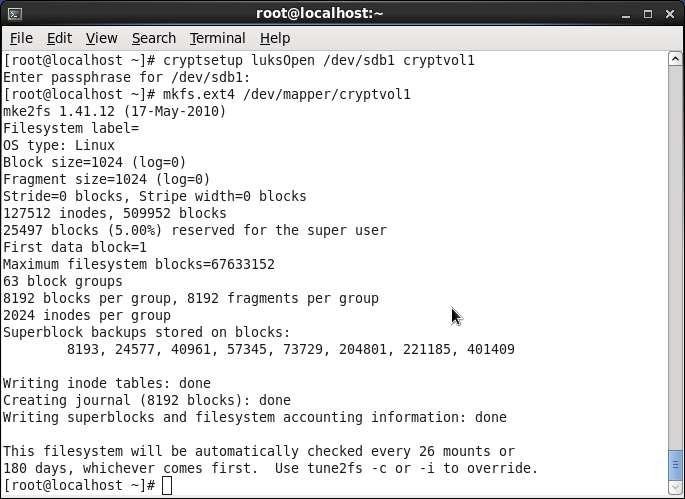 root@localhost:~
File Edit View Search Terminal Help
[root@localhost ~]# cryptsetup luksOpen /dev/sdb1 cryptvol1
Enter passphrase for /dev/sdb1:
[root@localhost ~]# mkfs.ext4 /dev/mapper/cryptvol1
mke2fs 1.41.12 (17-May-2010)
Filesystem label=
OS type: Linux
Block size=1024 (log=0)
Fragment size=1024 (log=0)
Stride=0 blocks, Stripe width=0 blocks
127512 inodes, 509952 blocks
25497 blocks (5.00%) reserved for the super user
First data block=1
Maximum filesystem blocks=67633152
63 block groups
8192 blocks per group, 8192 fragments per group
2024 inodes per group
Superblock backups stored on blocks:
        8193, 24577, 40961, 57345, 73729, 204801, 221185, 401409

Writing inode tables: done
Creating journal (8192 blocks): done
Writing superblocks and filesystem accounting information: done

This filesystem will be automatically checked every 26 mounts or
180 days, whichever comes first.  Use tune2fs -c or -i to override.
[root@localhost ~]#